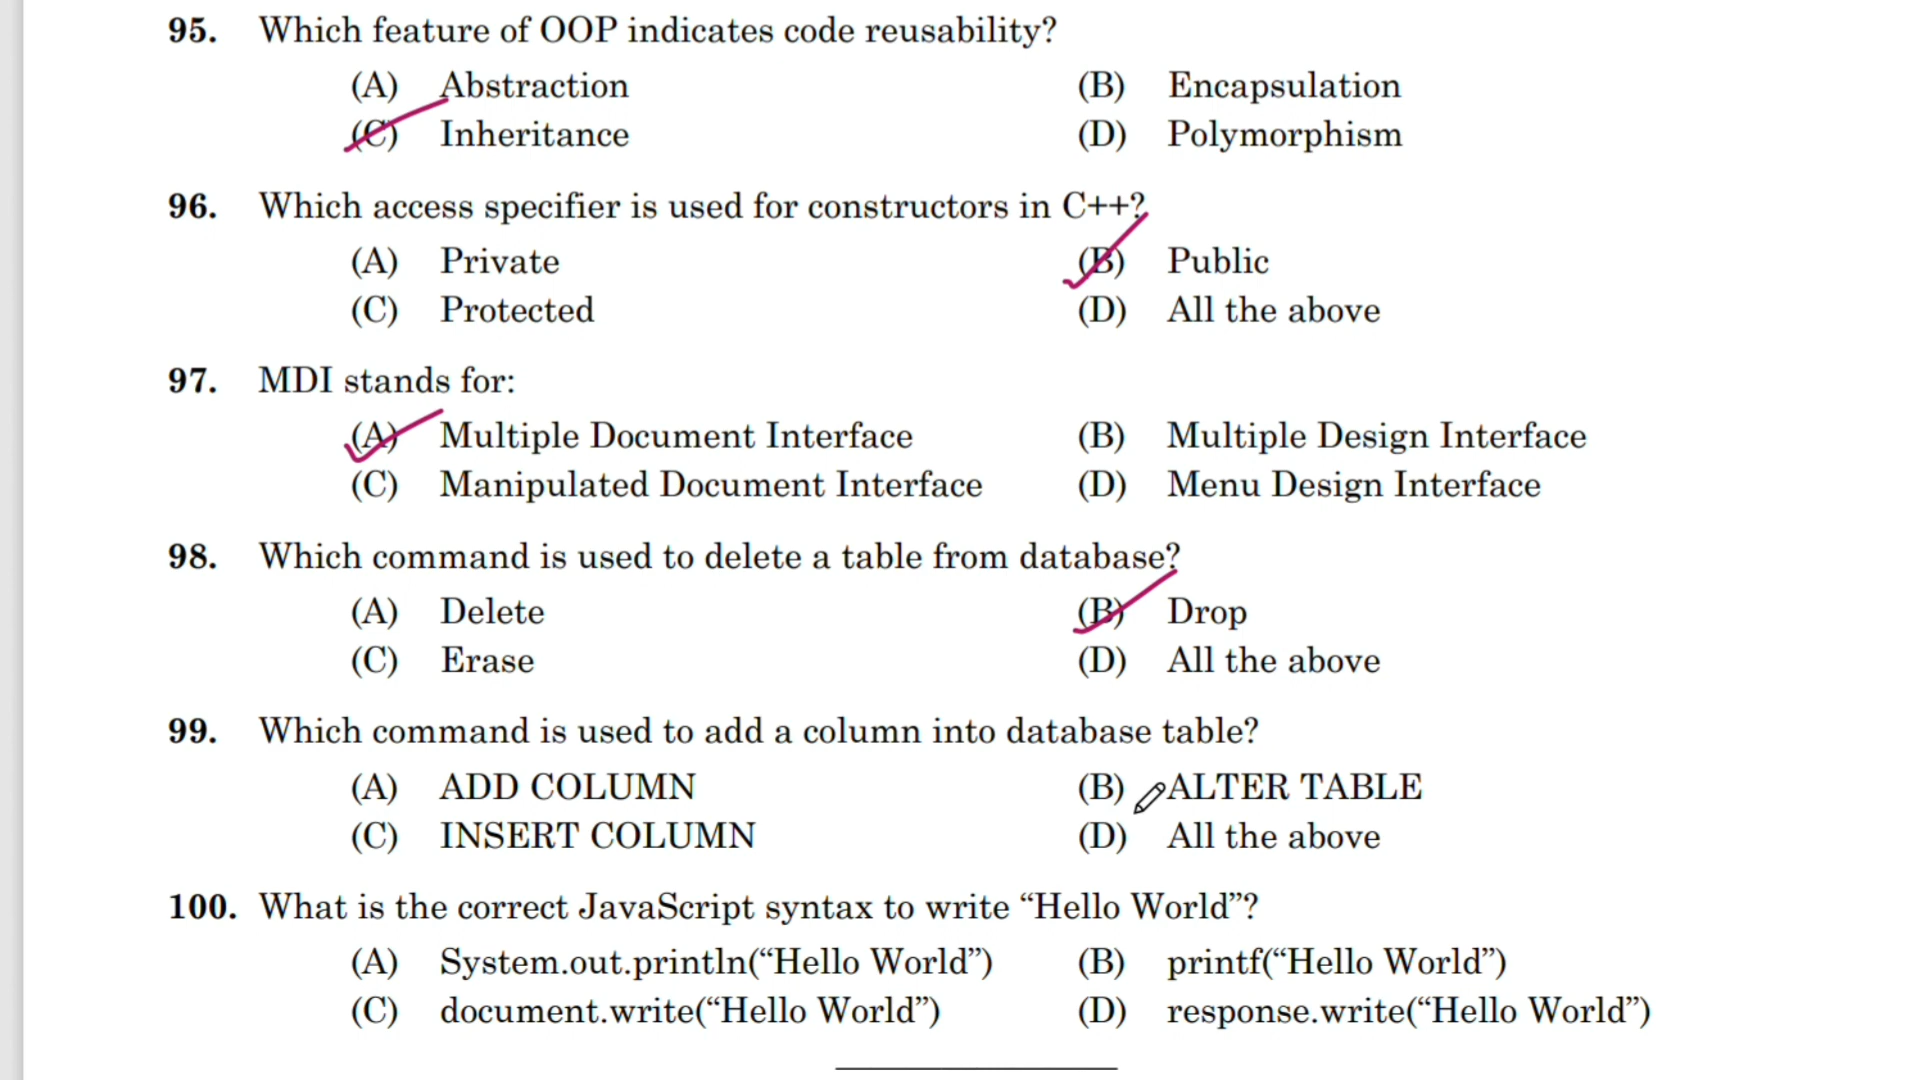 95. Which feature of OOP indicates code reusability?
(A) Abstraction (B) Encapsulation
(C) Inheritance (D) Polymorphism
96. Which access specifier is used for constructors in C++?
(A) Private (B) Public
(C) Protected (D) All the above
97. MDI stands for:
(A) Multiple Document Interface (B) Multiple Design Interface
(C) Manipulated Document Interface (D) Menu Design Interface
98. Which command is used to delete a table from database?
(A) Delete (B) Drop
(C) Erase (D) All the above
99. Which command is used to add a column into database table?
(A) ADD COLUMN (B) ALTER TABLE
(C) INSERT COLUMN (D) All the above
100. What is the correct JavaScript syntax to write “Hello World”?
(A) System.out.println(“Hello World”) (B) printf(“Hello World”)
(C) document.write(“Hello World”) (D) response.write(“Hello World”)